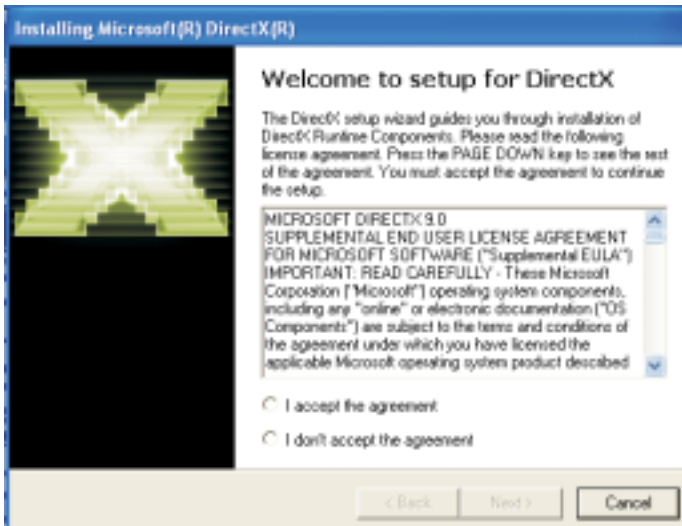 Installing Microsoft(R) DirectX(R)
Welcome to setup for DirectX
The DirectX setup wizard guides you through installation of
DirectX Runtime Components. Please read the following
license agreement. Press the PAGE DOWN key to see the rest
of the agreement. You must accept the agreement to continue
the setup.
MICROSOFT DIRECTX 9.0
SUPPLEMENTAL END USER LICENSE AGREEMENT
FOR MICROSOFT SOFTWARE ("Supplemental EULA")
IMPORTANT: READ CAREFULLY - These Microsoft
Corporation ("Microsoft") operating system components,
including any "online" or electronic documentation ("OS
Components") are subject to the terms and conditions of
the agreement under which you have licensed the
applicable Microsoft operating system product described
I accept the agreement
I don't accept the agreement
< Back Next > Cancel